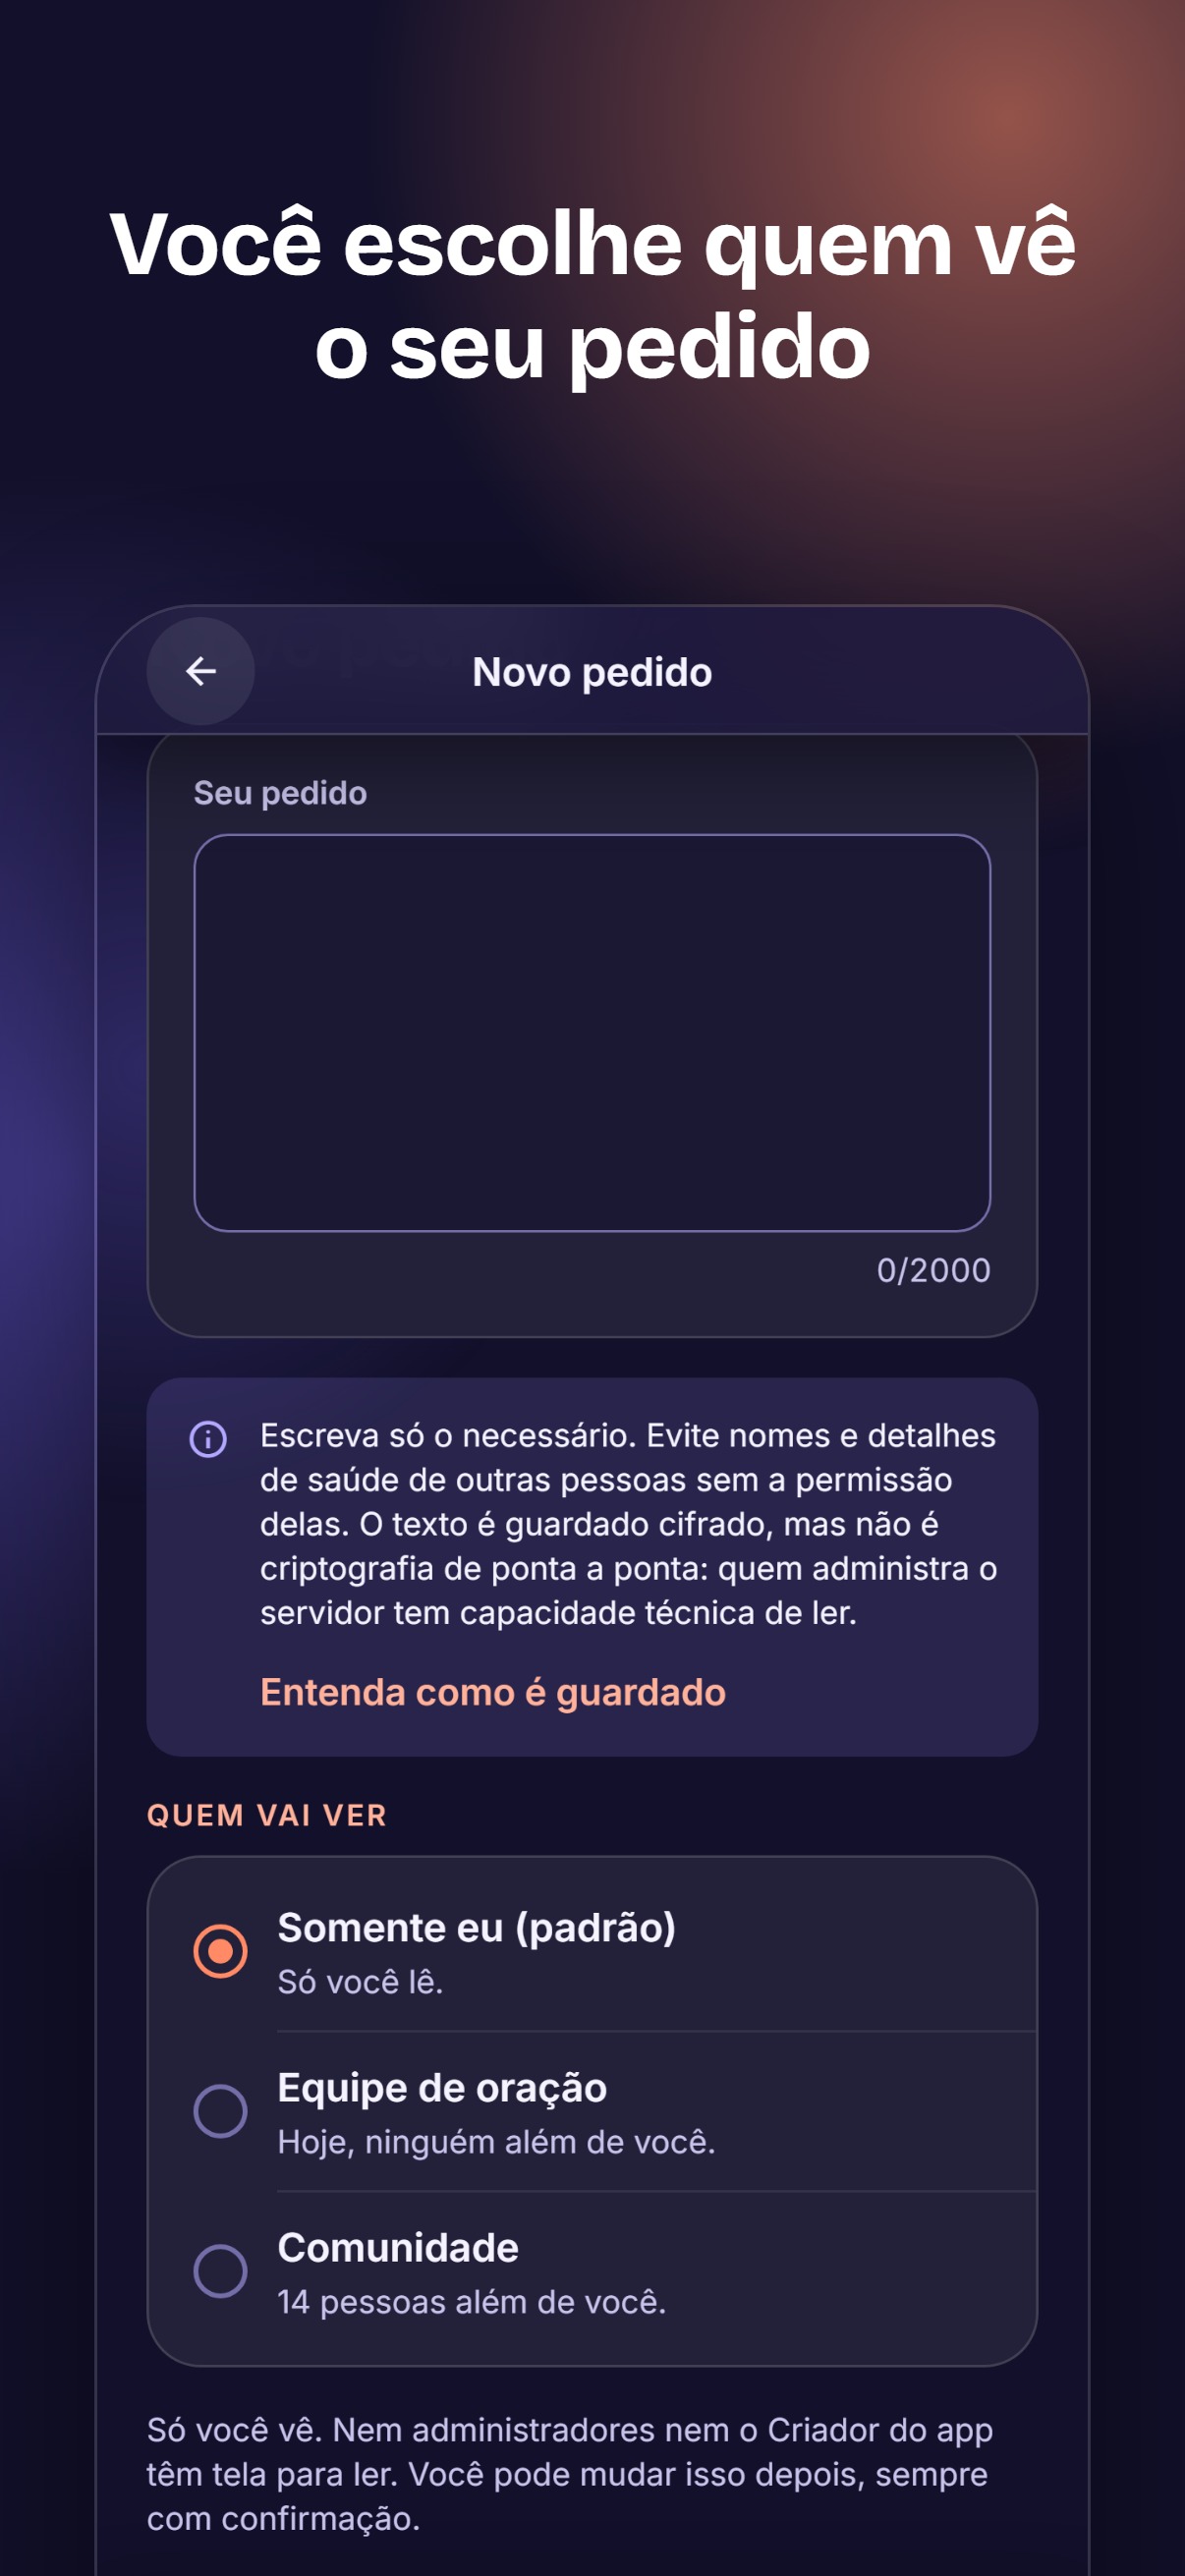 Você escolhe quem vê
o seu pedido
Novo pedido
Seu pedido
0/2000
Escreva só o necessário. Evite nomes e detalhes
de saúde de outras pessoas sem a permissão
delas. O texto é guardado cifrado, mas não é
criptografia de ponta a ponta: quem administra o
servidor tem capacidade técnica de ler.
Entenda como é guardado
QUEM VAI VER
Somente eu (padrão)
Só você lê.
Equipe de oração
Hoje, ninguém além de você.
Comunidade
14 pessoas além de você.
Só você vê. Nem administradores nem o Criador do app
têm tela para ler. Você pode mudar isso depois, sempre
com confirmação.